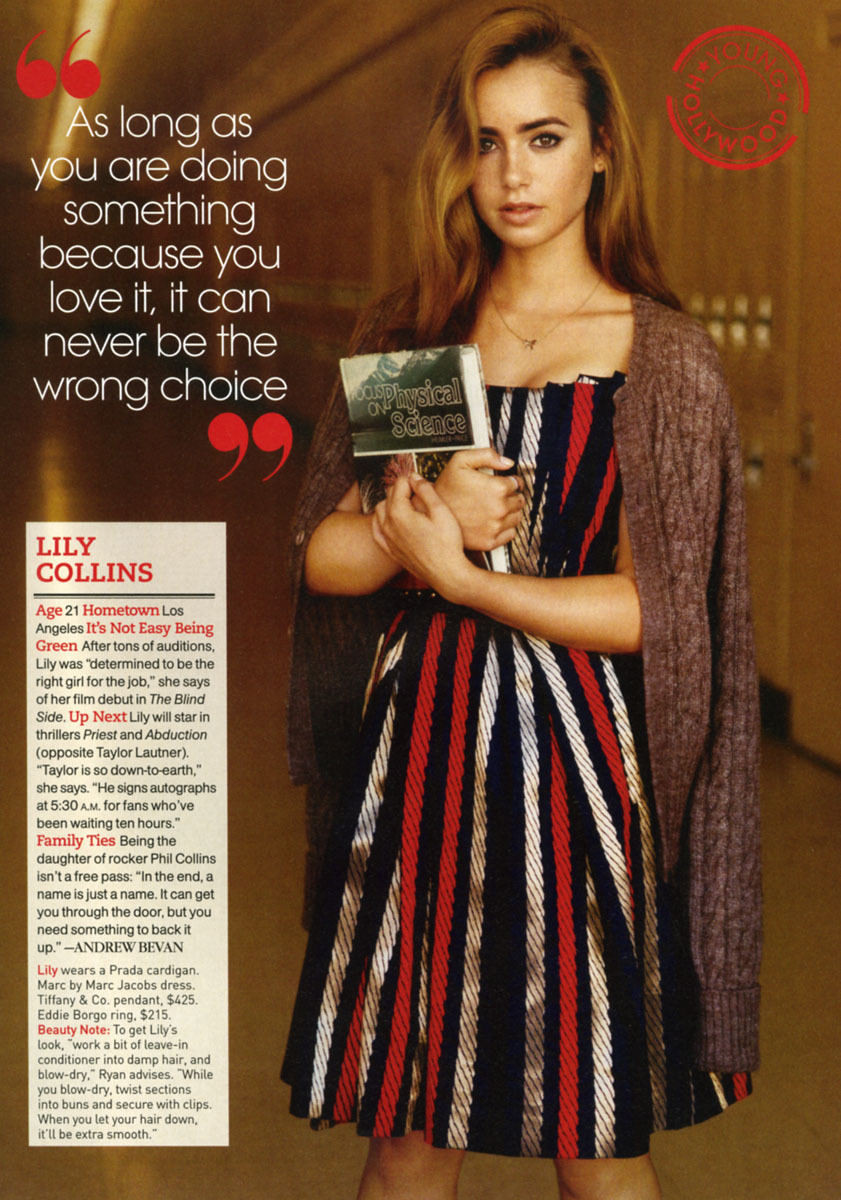 “
As long as
you are doing
something
because you
love it, it can
never be the
wrong choice
”
★YOUNG★
HOLLYWOOD
FOCUS
ON Physical
Science
HEIMLER • PRICE
LILY
COLLINS
Age 21 Hometown Los
Angeles It's Not Easy Being
Green After tons of auditions,
Lily was “determined to be the
right girl for the job,” she says
of her film debut in The Blind
Side. Up Next Lily will star in
thrillers Priest and Abduction
(opposite Taylor Lautner).
“Taylor is so down-to-earth,”
she says. “He signs autographs
at 5:30 A.M. for fans who've
been waiting ten hours.”
Family Ties Being the
daughter of rocker Phil Collins
isn't a free pass: “In the end, a
name is just a name. It can get
you through the door, but you
need something to back it
up.” —ANDREW BEVAN
Lily wears a Prada cardigan.
Marc by Marc Jacobs dress.
Tiffany & Co. pendant, $425.
Eddie Borgo ring, $215.
Beauty Note: To get Lily's
look, “work a bit of leave-in
conditioner into damp hair, and
blow-dry,” Ryan advises. “While
you blow-dry, twist sections
into buns and secure with clips.
When you let your hair down,
it'll be extra smooth.”